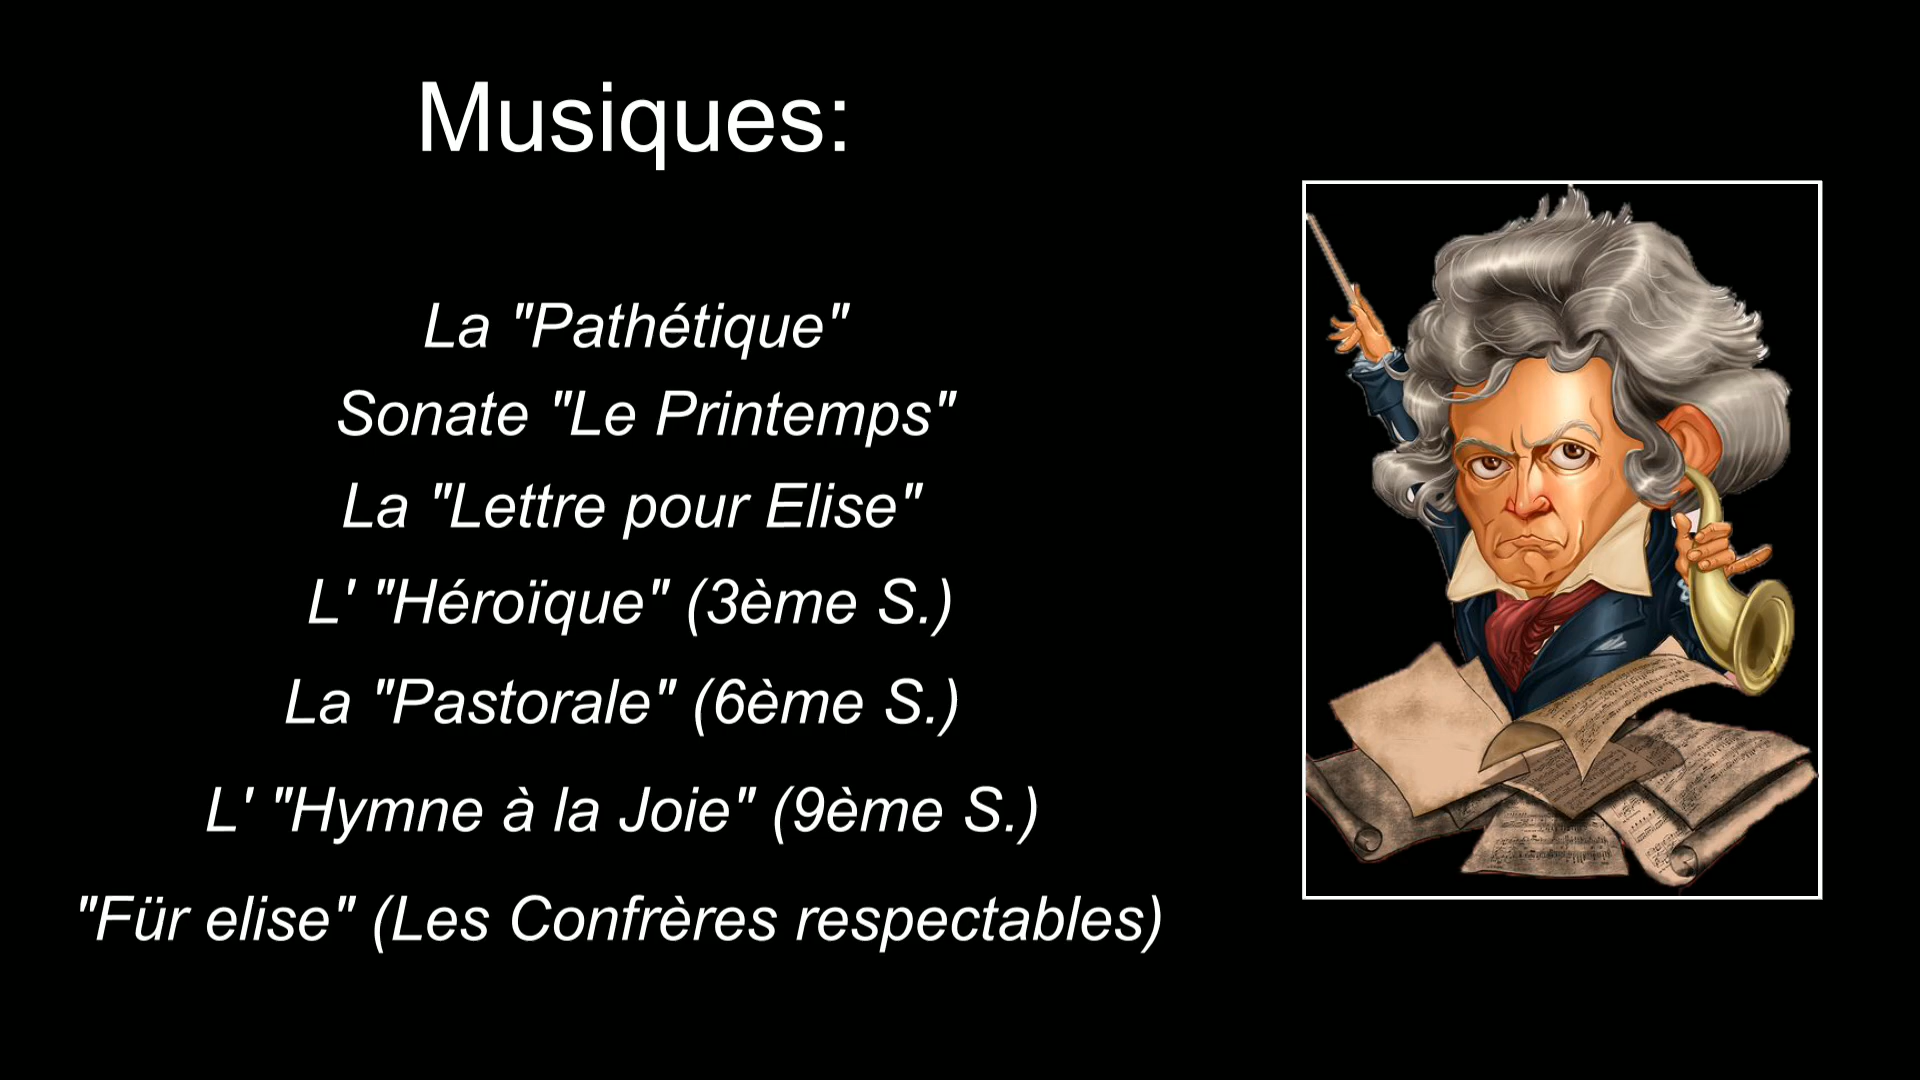 Musiques:
La "Pathétique"
Sonate "Le Printemps"
La "Lettre pour Elise"
L' "Héroïque" (3ème S.)
La "Pastorale" (6ème S.)
L' "Hymne à la Joie" (9ème S.)
"Für elise" (Les Confrères respectables)